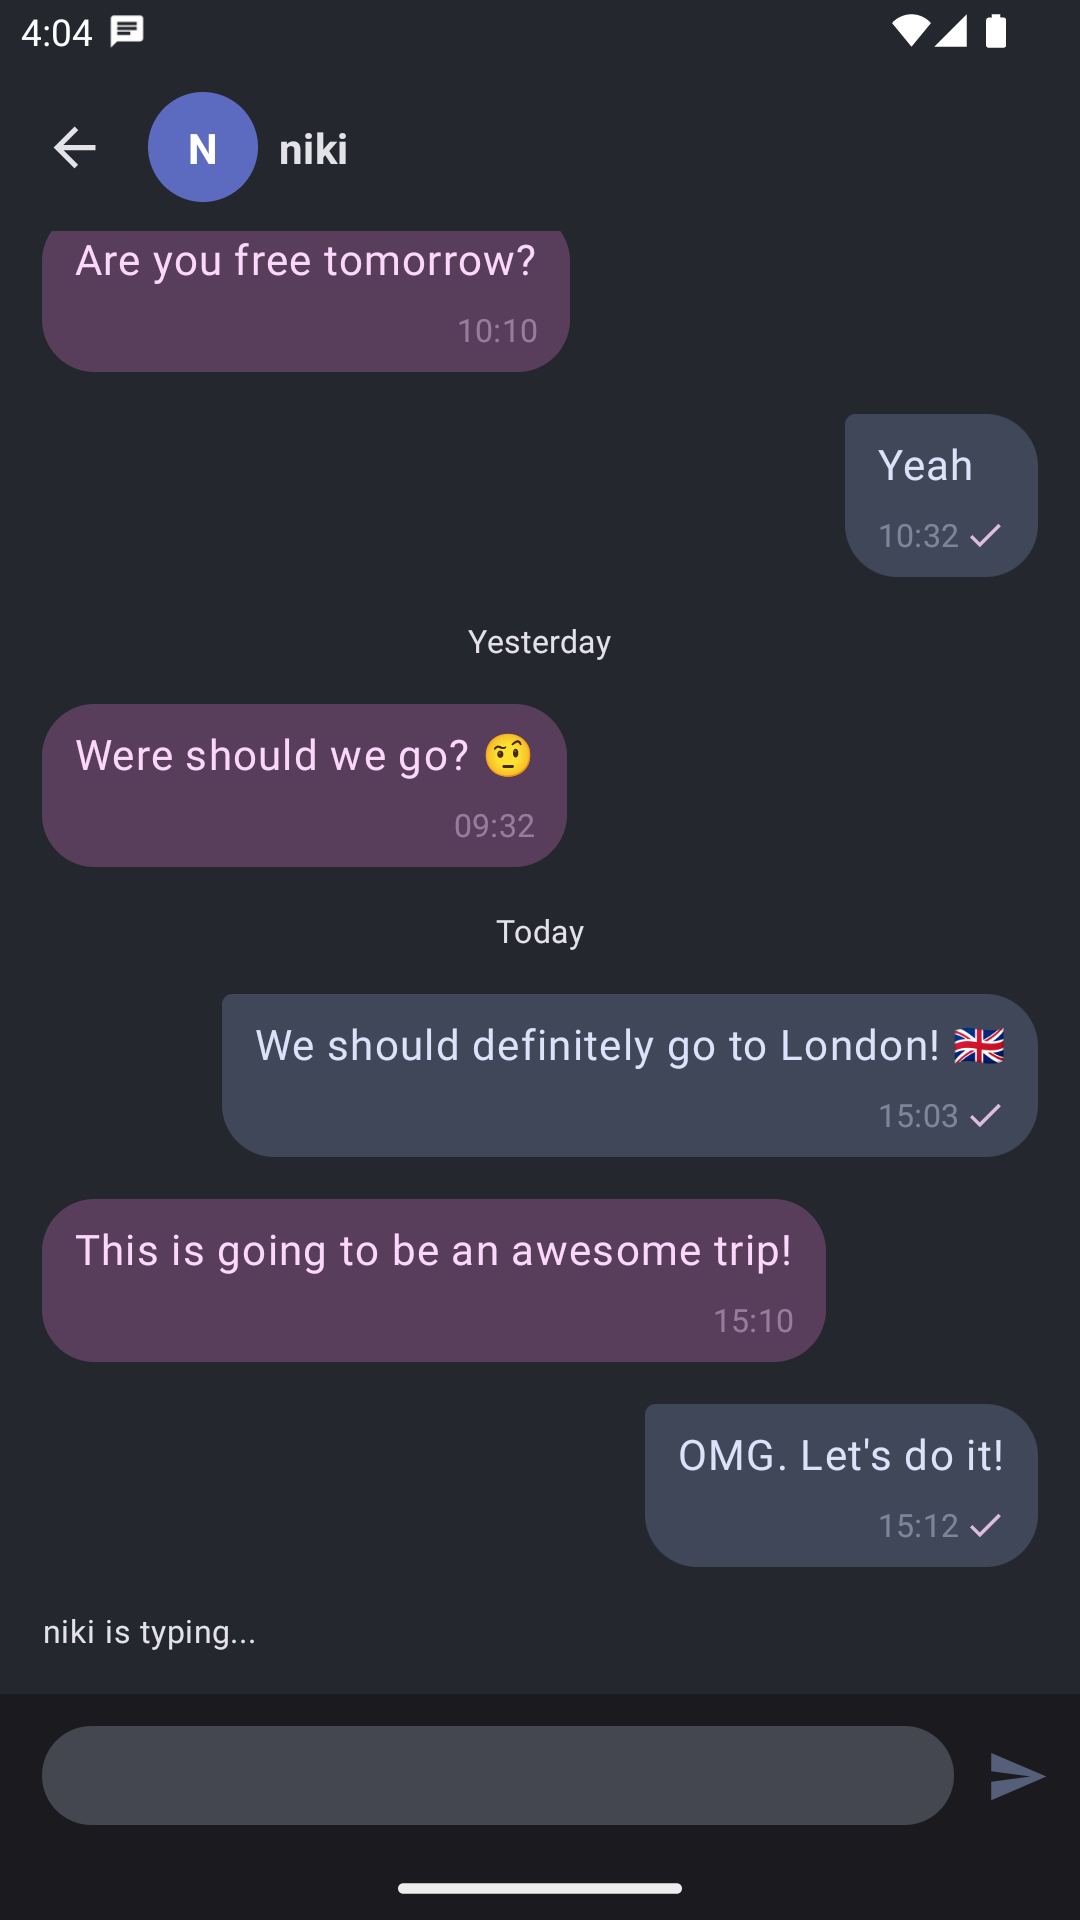 4:04
N niki
Are you free tomorrow?
10:10
Yeah
10:32
Yesterday
Were should we go? 🤨
09:32
Today
We should definitely go to London! 🇬🇧
15:03
This is going to be an awesome trip!
15:10
OMG. Let's do it!
15:12
niki is typing...